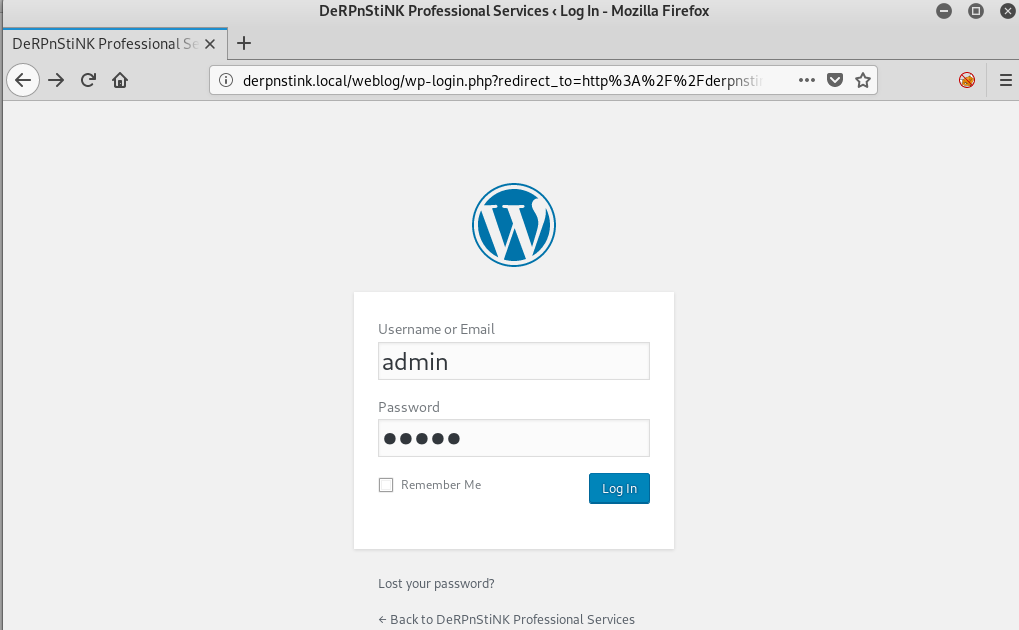 DeRPnStiNK Professional Services ‹ Log In - Mozilla Firefox
DeRPnStiNK Professional Se
derpnstink.local/weblog/wp-login.php?redirect_to=http%3A%2F%2Fderpnstin
Username or Email
admin
Password
●●●●●
Remember Me
Log In
Lost your password?
← Back to DeRPnStiNK Professional Services